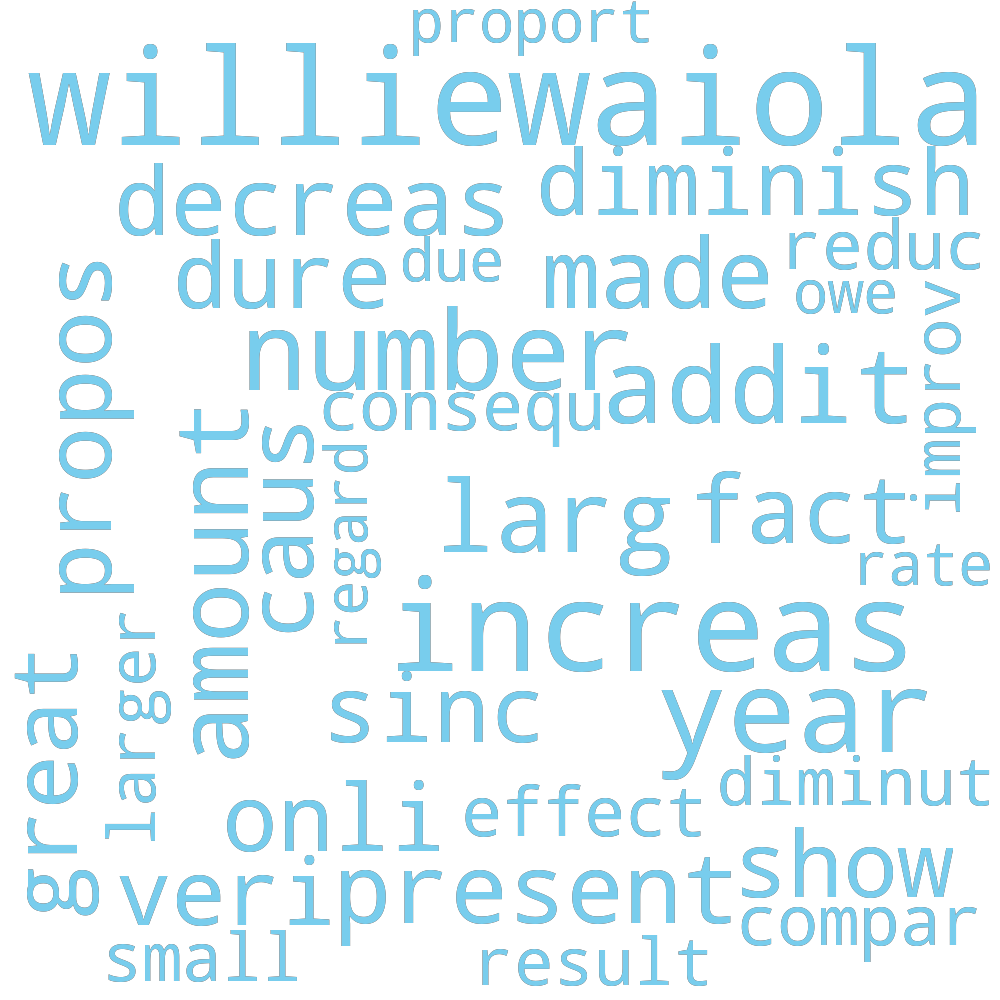 proport
williewaiola
decreas
diminish
dure
due
made
reduc
owe
propos
number
improv
addit
consequ
amount
caus
regard
larg
fact
rate
increas
larger
great
sinc
year
diminut
onli
effect
show
veri
present
compar
small
result